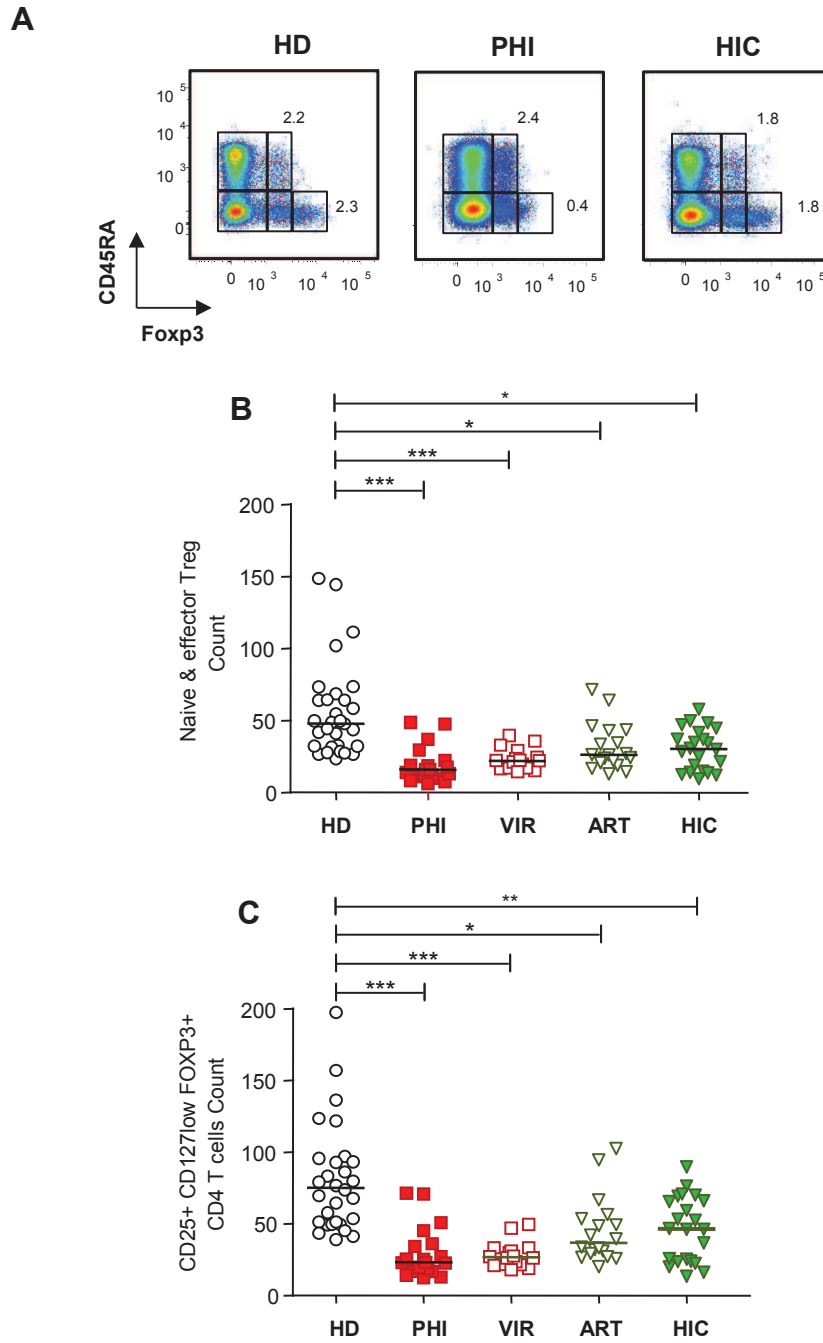 A
HD PHI HIC
10 5
10 4
10 3
0
2.2
2.3
2.4
0.4
1.8
1.8
0 10 3 10 4 10 5
0 10 3 10 4 10 5
0 10 3 10 4 10 5
CD45RA
Foxp3
B
*
*
***
***
Naive & effector Treg
Count
200
150
100
50
0
HD PHI VIR ART HIC
C
**
*
***
***
CD25+ CD127low FOXP3+
CD4 T cells Count
200
150
100
50
0
HD PHI VIR ART HIC